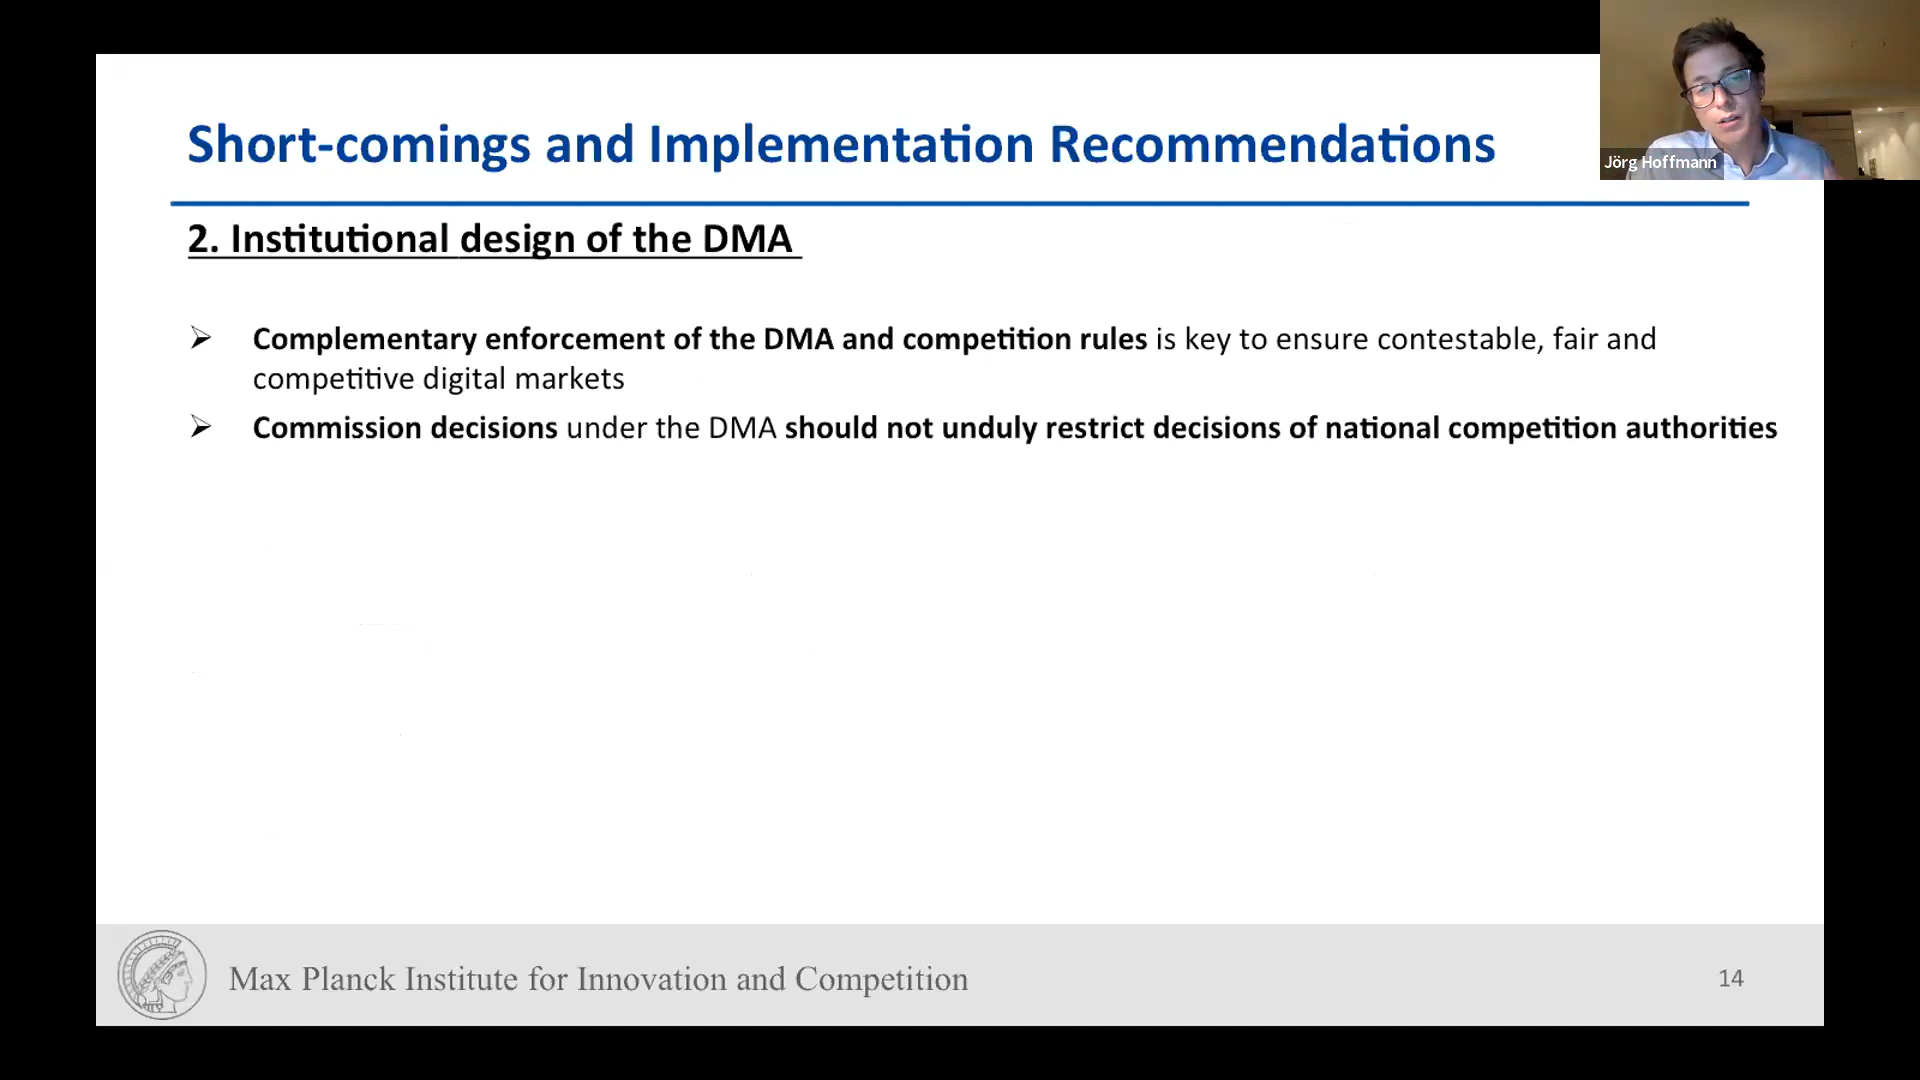 Short-comings and Implementation Recommendations
Jörg Hoffmann
2. Institutional design of the DMA
➢ Complementary enforcement of the DMA and competition rules is key to ensure contestable, fair and
competitive digital markets
➢ Commission decisions under the DMA should not unduly restrict decisions of national competition authorities
Max Planck Institute for Innovation and Competition
14